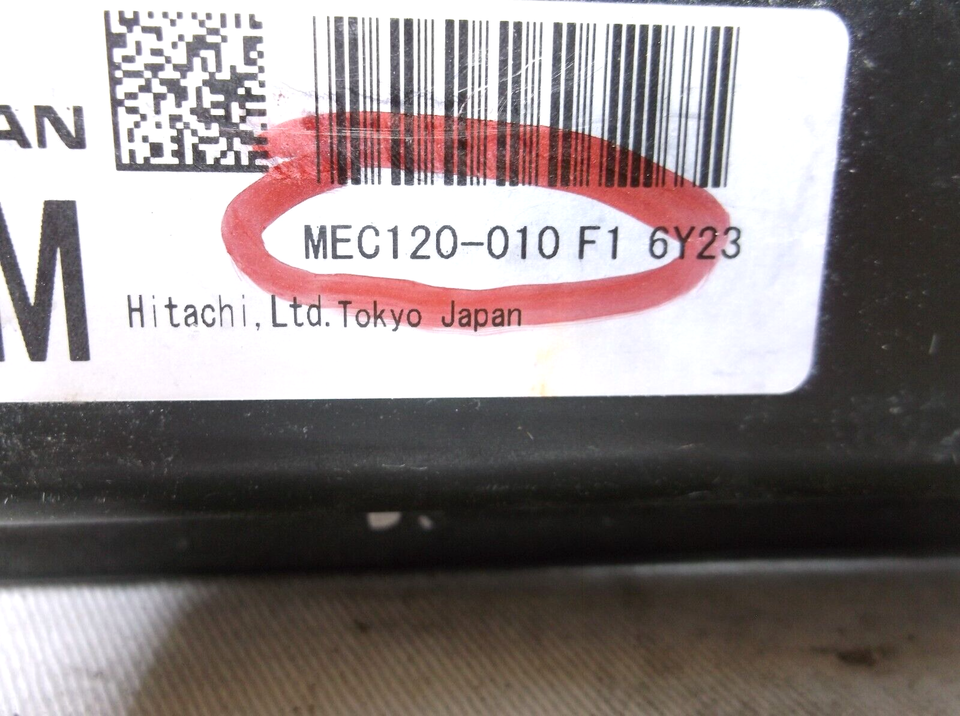 AN
M
MEC120-010 F1 6Y23
Hitachi,Ltd.Tokyo Japan